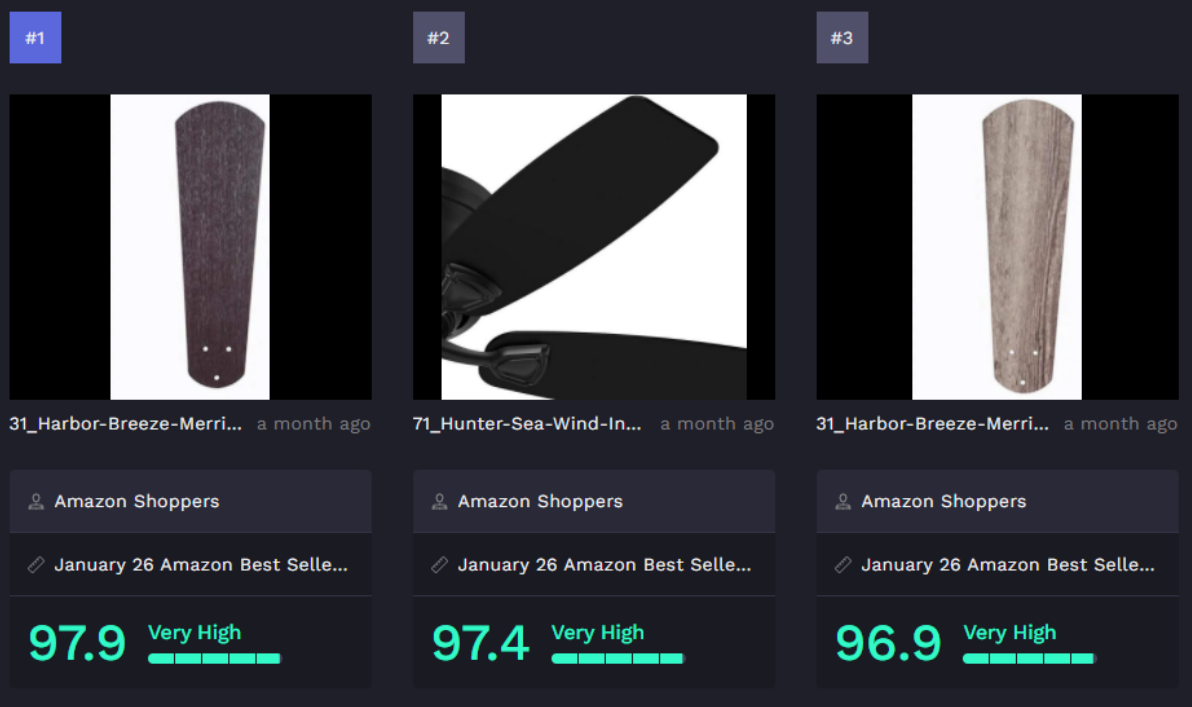 #1
#2
#3
31_Harbor-Breeze-Merri... a month ago
71_Hunter-Sea-Wind-In... a month ago
31_Harbor-Breeze-Merri... a month ago
Amazon Shoppers
Amazon Shoppers
Amazon Shoppers
January 26 Amazon Best Selle...
January 26 Amazon Best Selle...
January 26 Amazon Best Selle...
97.9 Very High
97.4 Very High
96.9 Very High